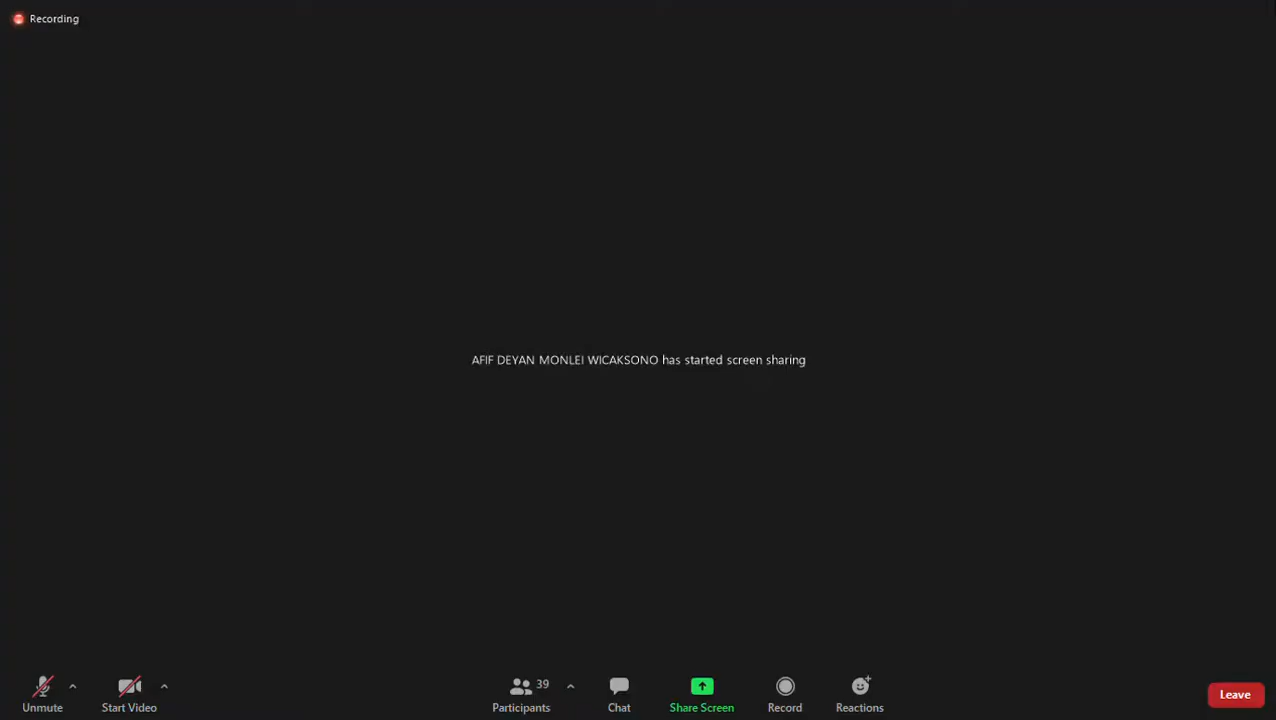 Recording
AFIF DEYAN MONLEI WICAKSONO has started screen sharing
39
Unmute
Start Video
Participants
Chat
Share Screen
Record
Reactions
Leave